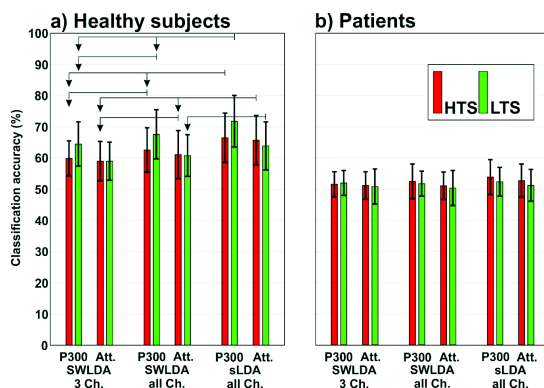 a) Healthy subjects
b) Patients
Classification accuracy (%)
100
90
80
70
60
50
40
30
20
10
0
HTS LTS
P300 Att. P300 Att. P300 Att.
SWLDA SWLDA sLDA
3 Ch. all Ch. all Ch.
P300 Att. P300 Att. P300 Att.
SWLDA SWLDA sLDA
3 Ch. all Ch. all Ch.